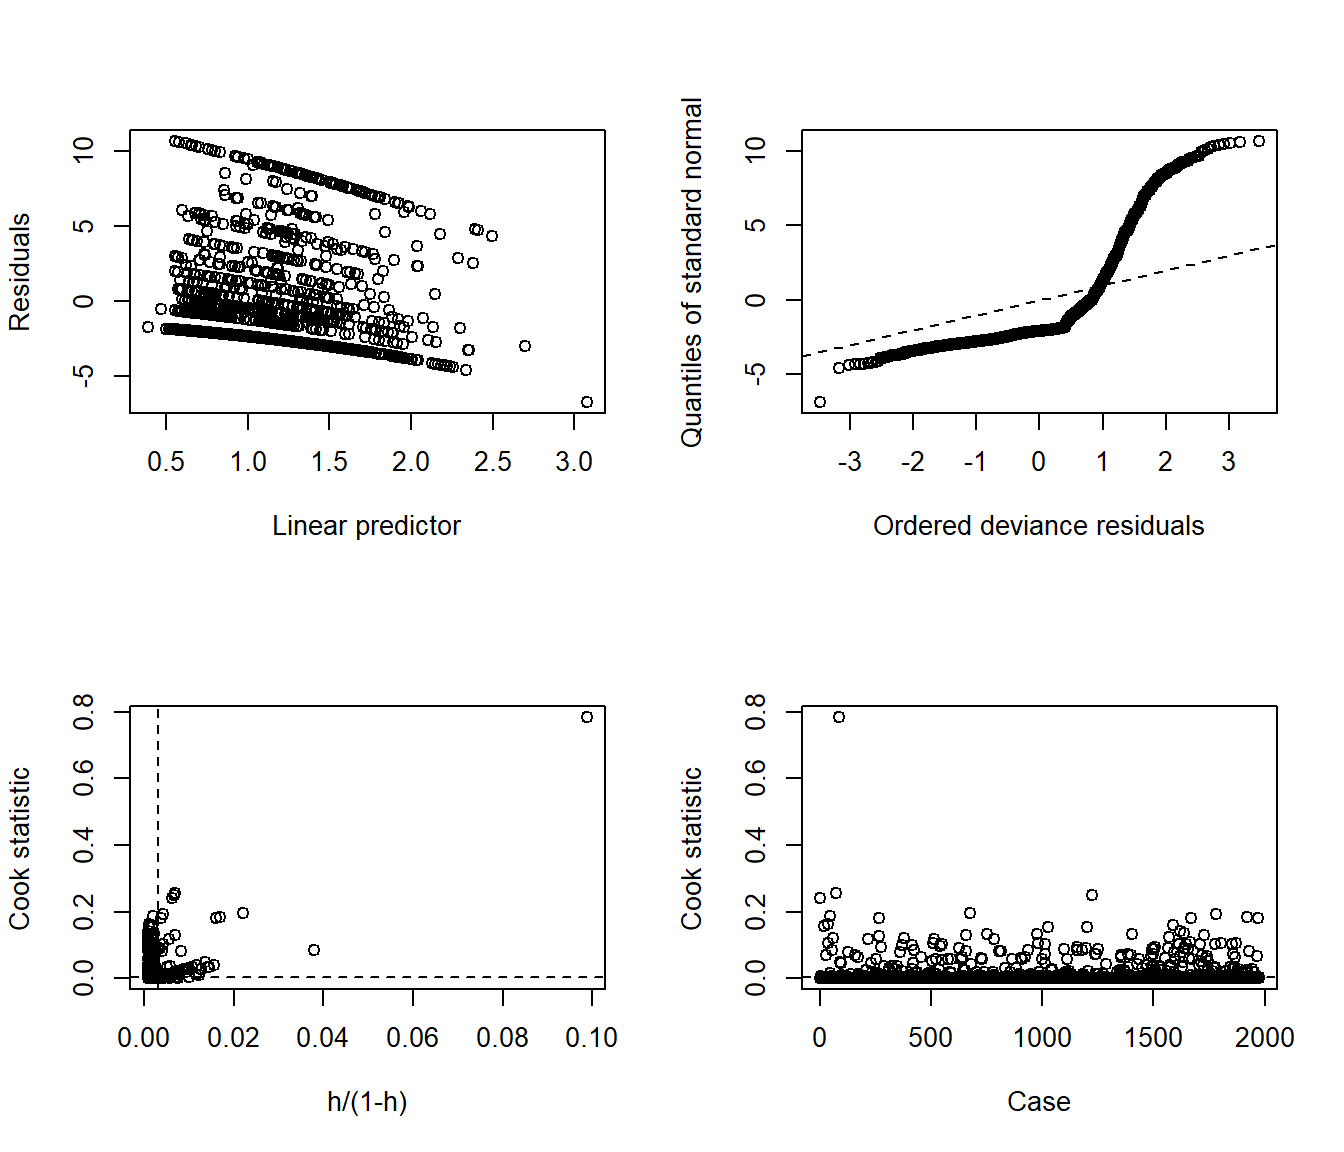 Residuals
10
5
0
-5
0.5 1.0 1.5 2.0 2.5 3.0
Linear predictor
Quantiles of standard normal
10
5
0
-5
-3 -2 -1 0 1 2 3
Ordered deviance residuals
Cook statistic
0.8
0.6
0.4
0.2
0.0
0.00 0.02 0.04 0.06 0.08 0.10
h/(1-h)
Cook statistic
0.8
0.6
0.4
0.2
0.0
0 500 1000 1500 2000
Case